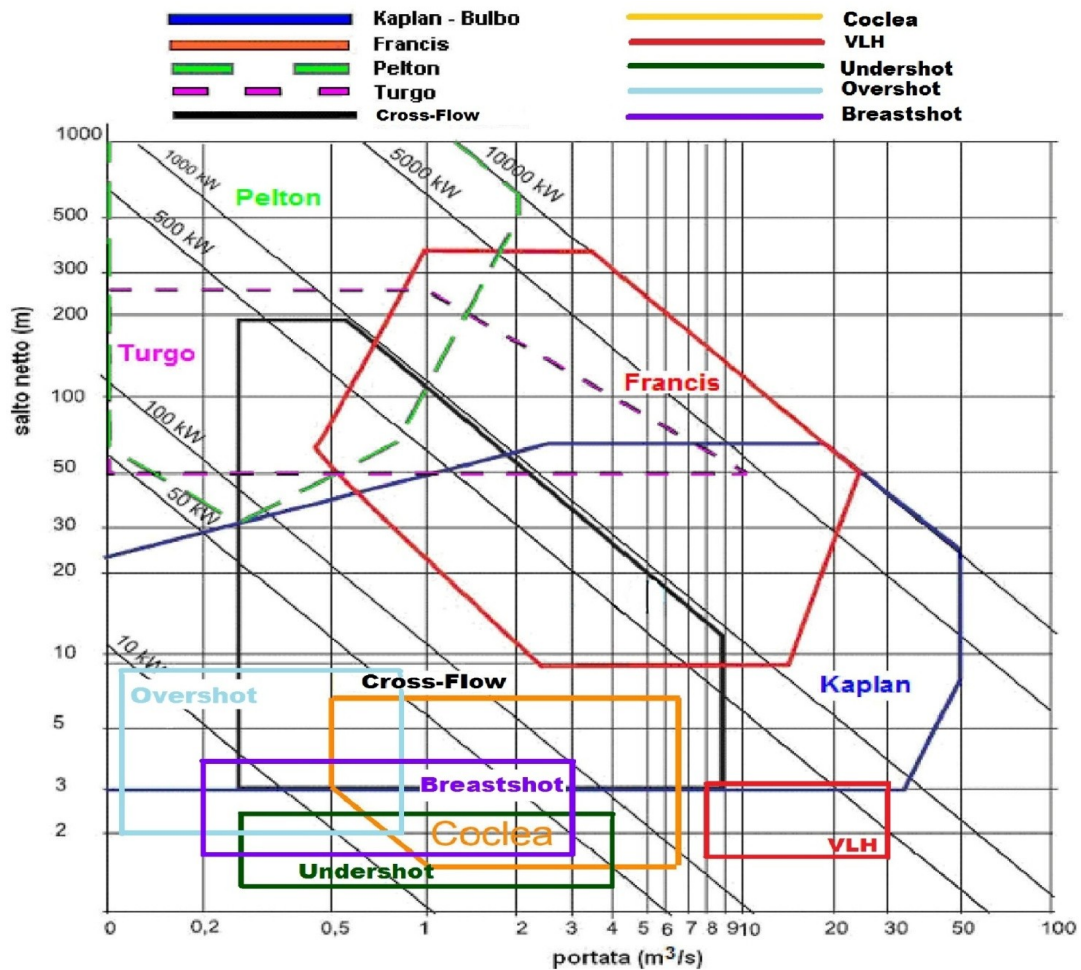 Kaplan - Bulbo
Francis
Pelton
Turgo
Cross-Flow
Coclea
VLH
Undershot
Overshot
Breastshot
1000
500
300
200
100
50
30
20
10
5
3
2
salto netto (m)
1000 kW
500 kW
100 kW
50 kW
10 kW
5000 kW
10000 kW
Pelton
Turgo
Francis
Kaplan
Cross-Flow
Overshot
Breastshot
Coclea
Undershot
VLH
0 0,2 0,5 1 2 3 4 5 6 7 8 9 10 20 30 50 100
portata (m³/s)